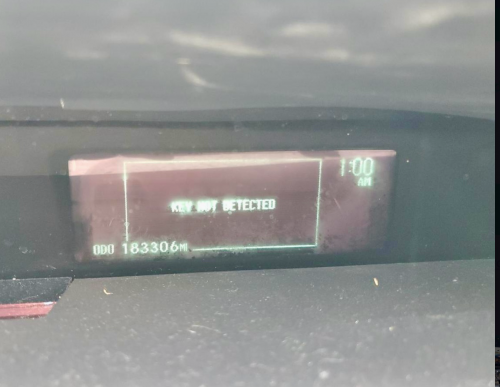 1:00
AM
KEY NOT DETECTED
ODO 183306MI